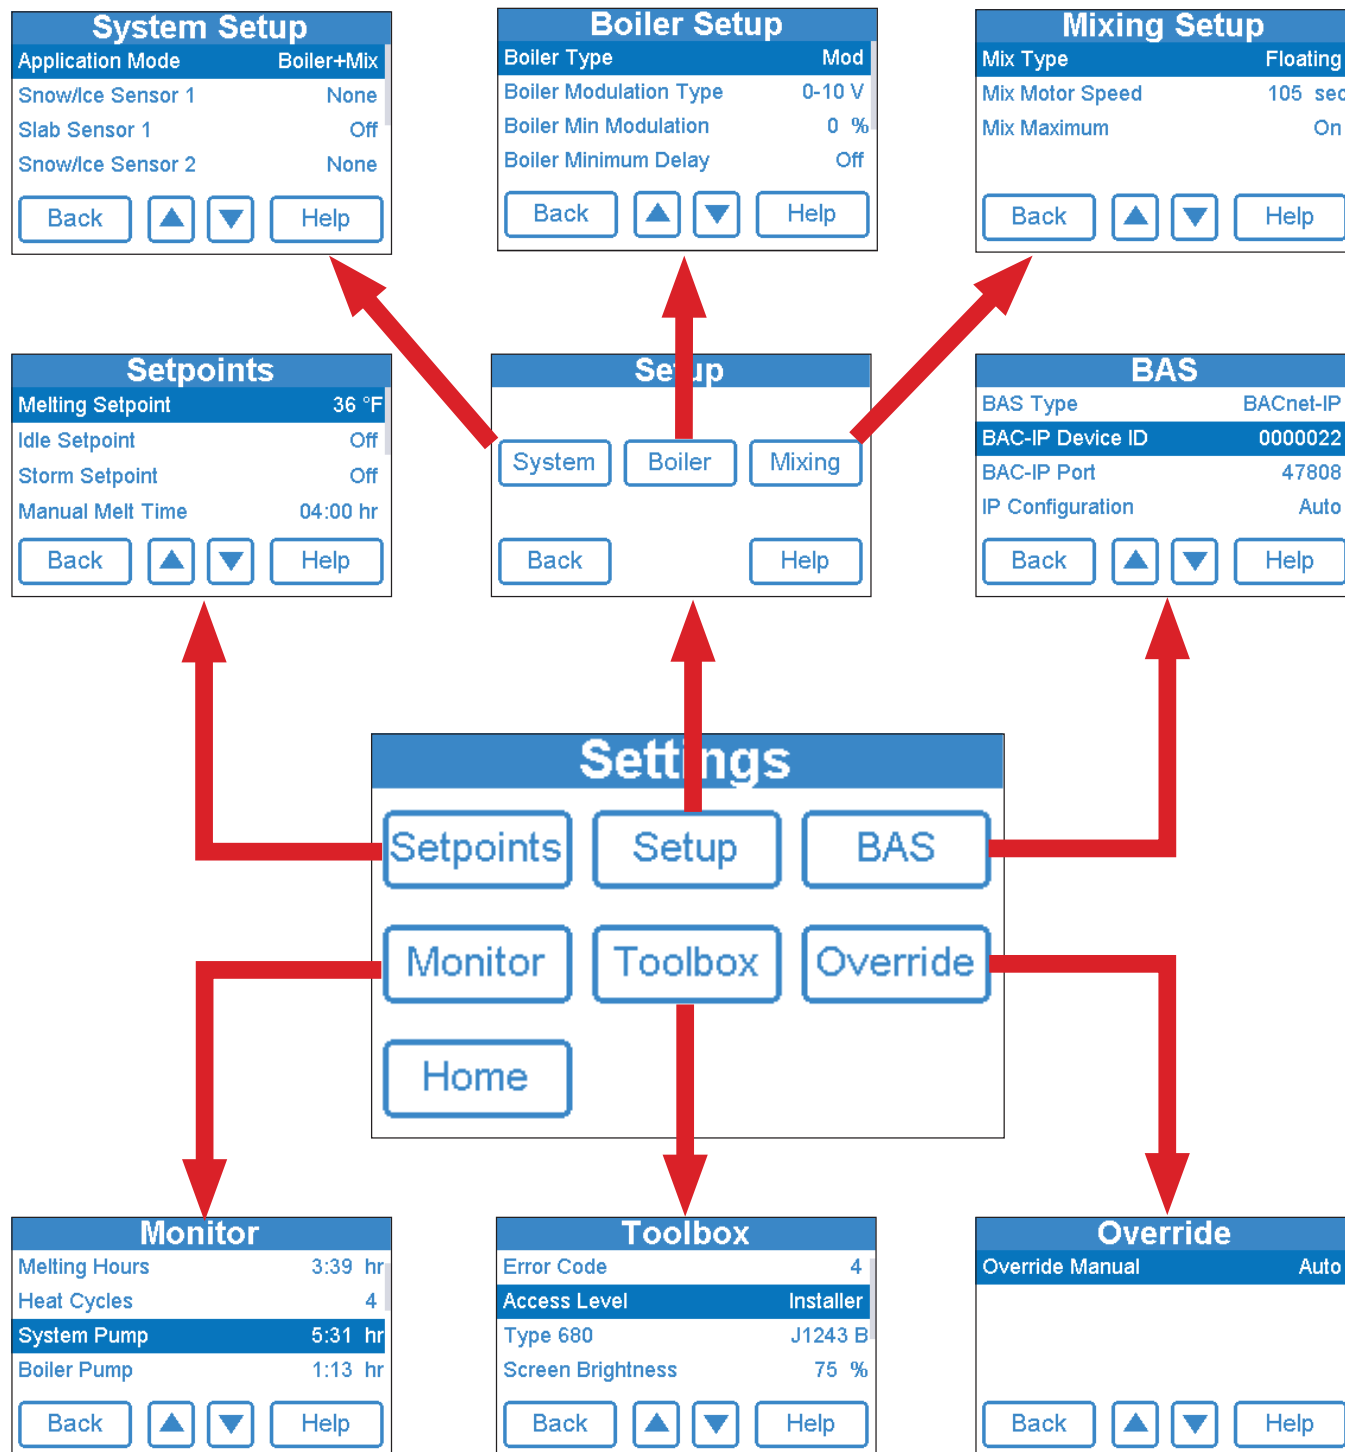 System Setup
Application Mode Boiler+Mix
Snow/Ice Sensor 1 None
Slab Sensor 1 Off
Snow/Ice Sensor 2 None
Back Help
Boiler Setup
Boiler Type Mod
Boiler Modulation Type 0-10 V
Boiler Min Modulation 0 %
Boiler Minimum Delay Off
Back Help
Mixing Setup
Mix Type Floating
Mix Motor Speed 105 sec
Mix Maximum On
Back Help
Setpoints
Melting Setpoint 36 °F
Idle Setpoint Off
Storm Setpoint Off
Manual Melt Time 04:00 hr
Back Help
Setup
System Boiler Mixing
Back Help
BAS
BAS Type BACnet-IP
BAC-IP Device ID 0000022
BAC-IP Port 47808
IP Configuration Auto
Back Help
Settings
Setpoints Setup BAS
Monitor Toolbox Override
Home
Monitor
Melting Hours 3:39 hr
Heat Cycles 4
System Pump 5:31 hr
Boiler Pump 1:13 hr
Back Help
Toolbox
Error Code 4
Access Level Installer
Type 680 J1243 B
Screen Brightness 75 %
Back Help
Override
Override Manual Auto
Back Help